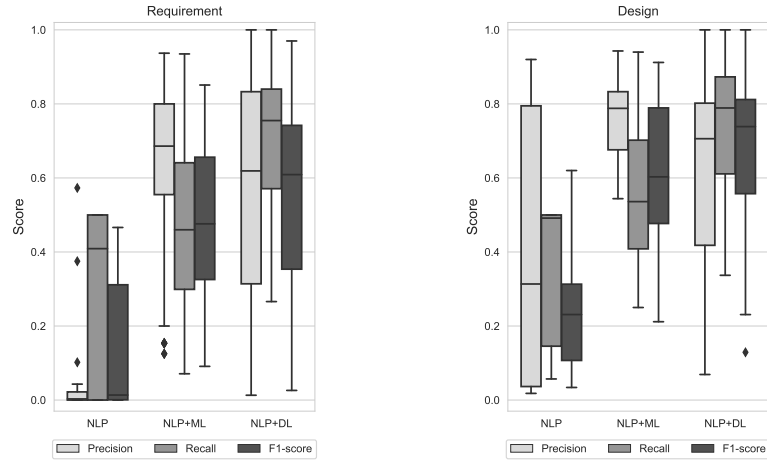 Requirement
1.0
0.8
0.6
0.4
0.2
0.0
Score
NLP NLP+ML NLP+DL
Precision Recall F1-score
Design
1.0
0.8
0.6
0.4
0.2
0.0
Score
NLP NLP+ML NLP+DL
Precision Recall F1-score